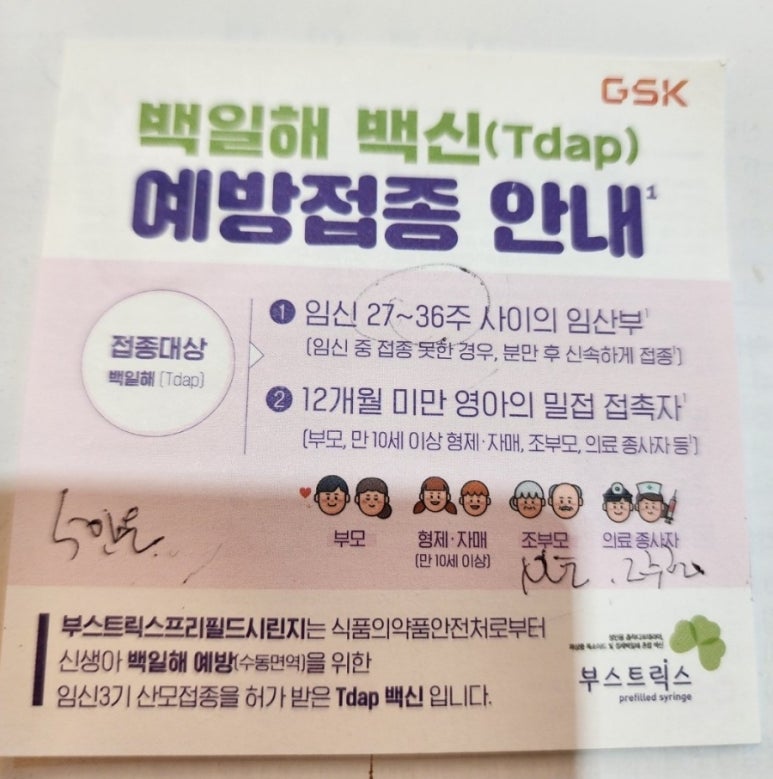 GSK
백일해 백신(Tdap)
예방접종 안내¹
접종대상
백일해 (Tdap)
1 임신 27~36주 사이의 임산부¹
(임신 중 접종 못한 경우, 분만 후 신속하게 접종¹)
2 12개월 미만 영아의 밀접 접촉자¹
(부모, 만 10세 이상 형제·자매, 조부모, 의료 종사자 등¹)
부모
형제·자매
(만 10세 이상)
조부모
의료 종사자
부스트릭스프리필드시린지는 식품의약품안전처로부터
신생아 백일해 예방(수동면역)을 위한
임신3기 산모접종을 허가 받은 Tdap 백신 입니다.
부스트릭스
prefilled syringe